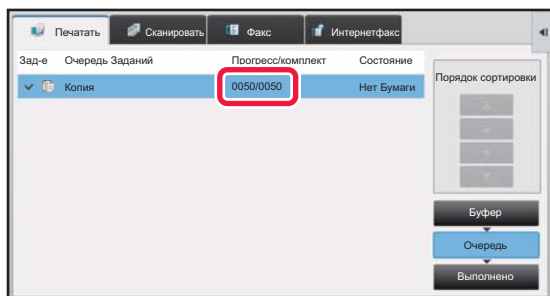 Печатать Сканировать Факс Интернетфакс
Зад-е Очередь Заданий Прогресс/комплект Состояние
Копия 0050/0050 Нет Бумаги
Порядок сортировки
Буфер
Очередь
Выполнено